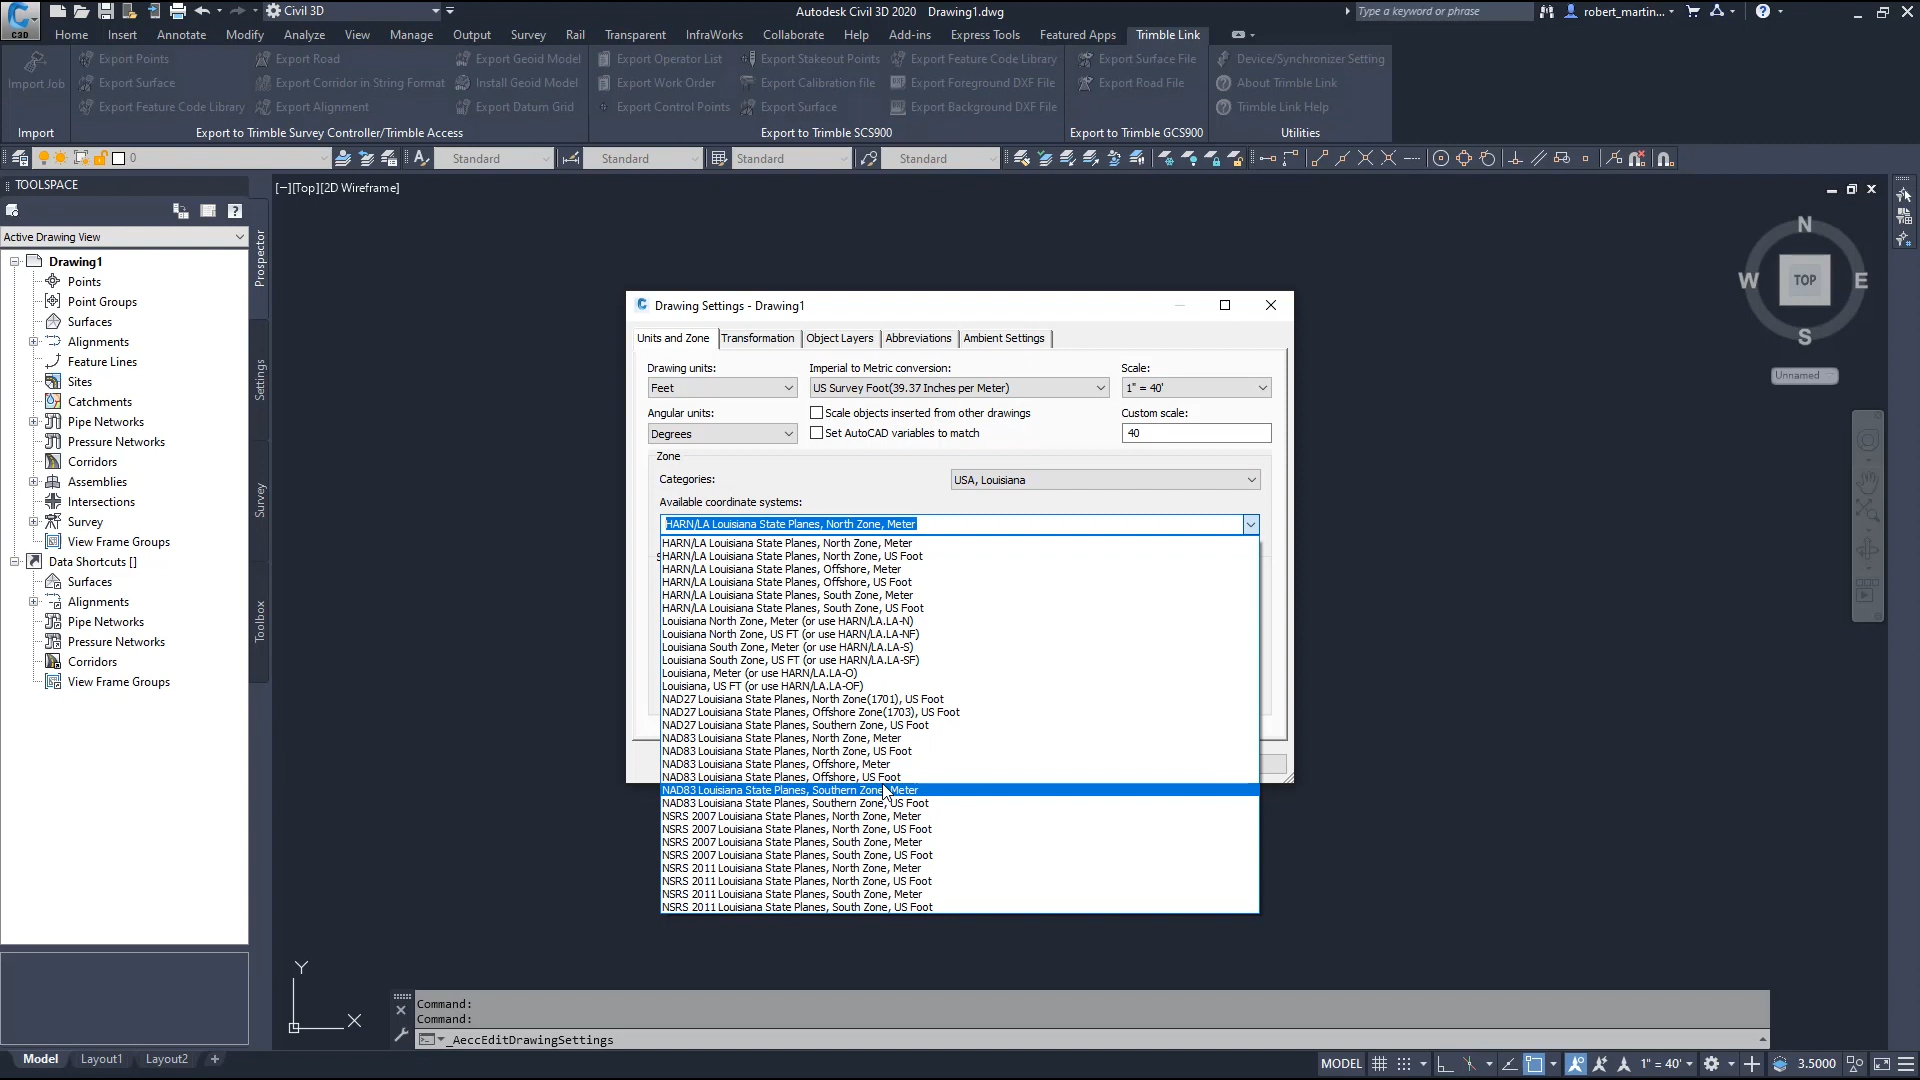 C3D
Civil 3D
Autodesk Civil 3D 2020 Drawing1.dwg
Type a keyword or phrase
robert_martin...
Home Insert Annotate Modify Analyze View Manage Output Survey Rail Transparent InfraWorks Collaborate Help Add-ins Express Tools Featured Apps Trimble Link
Import Job
Import
Export Points
Export Surface
Export Feature Code Library
Export Road
Export Corridor in String Format
Export Alignment
Export Geoid Model
Install Geoid Model
Export Datum Grid
Export to Trimble Survey Controller/Trimble Access
Export Operator List
Export Work Order
Export Control Points
Export Stakeout Points
Export Calibration file
Export Surface
Export Feature Code Library
Export Foreground DXF File
Export Background DXF File
Export to Trimble SCS900
Export Surface File
Export Road File
Export to Trimble GCS900
Device/Synchronizer Setting
About Trimble Link
Trimble Link Help
Utilities
0
Standard
Standard
Standard
Standard
TOOLSPACE
Active Drawing View
Drawing1
Points
Point Groups
Surfaces
Alignments
Feature Lines
Sites
Catchments
Pipe Networks
Pressure Networks
Corridors
Assemblies
Intersections
Survey
View Frame Groups
Data Shortcuts []
Surfaces
Alignments
Pipe Networks
Pressure Networks
Corridors
View Frame Groups
Prospector
Settings
Survey
Toolbox
[−][Top][2D Wireframe]
N
W
TOP
E
S
Unnamed
Drawing Settings - Drawing1
Units and Zone Transformation Object Layers Abbreviations Ambient Settings
Drawing units:
Feet
Imperial to Metric conversion:
US Survey Foot(39.37 Inches per Meter)
Scale:
1" = 40'
Angular units:
Degrees
Scale objects inserted from other drawings
Set AutoCAD variables to match
Custom scale:
40
Zone
Categories:
USA, Louisiana
Available coordinate systems:
HARN/LA Louisiana State Planes, North Zone, Meter
HARN/LA Louisiana State Planes, North Zone, Meter
HARN/LA Louisiana State Planes, North Zone, US Foot
HARN/LA Louisiana State Planes, Offshore, Meter
HARN/LA Louisiana State Planes, Offshore, US Foot
HARN/LA Louisiana State Planes, South Zone, Meter
HARN/LA Louisiana State Planes, South Zone, US Foot
Louisiana North Zone, Meter (or use HARN/LA.LA-N)
Louisiana North Zone, US FT (or use HARN/LA.LA-NF)
Louisiana South Zone, Meter (or use HARN/LA.LA-S)
Louisiana South Zone, US FT (or use HARN/LA.LA-SF)
Louisiana, Meter (or use HARN/LA.LA-O)
Louisiana, US FT (or use HARN/LA.LA-OF)
NAD27 Louisiana State Planes, North Zone(1701), US Foot
NAD27 Louisiana State Planes, Offshore Zone(1703), US Foot
NAD27 Louisiana State Planes, Southern Zone, US Foot
NAD83 Louisiana State Planes, North Zone, Meter
NAD83 Louisiana State Planes, North Zone, US Foot
NAD83 Louisiana State Planes, Offshore, Meter
NAD83 Louisiana State Planes, Offshore, US Foot
NAD83 Louisiana State Planes, Southern Zone, Meter
NAD83 Louisiana State Planes, Southern Zone, US Foot
NSRS 2007 Louisiana State Planes, North Zone, Meter
NSRS 2007 Louisiana State Planes, North Zone, US Foot
NSRS 2007 Louisiana State Planes, South Zone, Meter
NSRS 2007 Louisiana State Planes, South Zone, US Foot
NSRS 2011 Louisiana State Planes, North Zone, Meter
NSRS 2011 Louisiana State Planes, North Zone, US Foot
NSRS 2011 Louisiana State Planes, South Zone, Meter
NSRS 2011 Louisiana State Planes, South Zone, US Foot
Y
X
Command:
Command:
_AeccEditDrawingSettings
Model Layout1 Layout2 +
MODEL
1" = 40'
3.5000